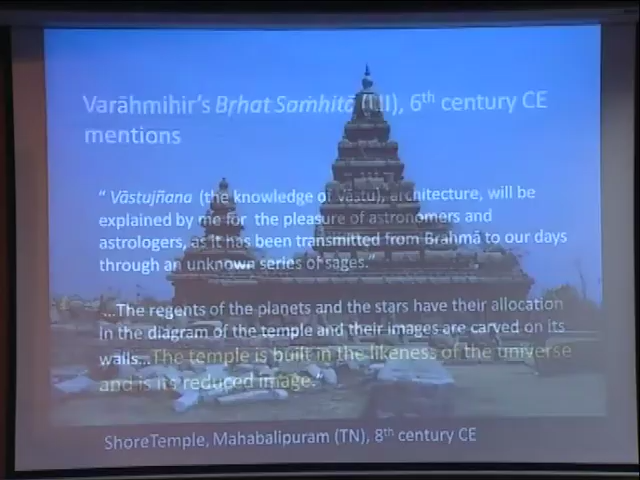 Varāhmihir's Bṛhat Saṁhitā (LII), 6th century CE
mentions
" Vāstujñana (the knowledge of Vāstu), architecture, will be
explained by me for the pleasure of astronomers and
astrologers, as it has been transmitted from Brahmā to our days
through an unknown series of sages."
...The regents of the planets and the stars have their allocation
in the diagram of the temple and their images are carved on its
walls...The temple is built in the likeness of the universe
and is its reduced image."
ShoreTemple, Mahabalipuram (TN), 8th century CE